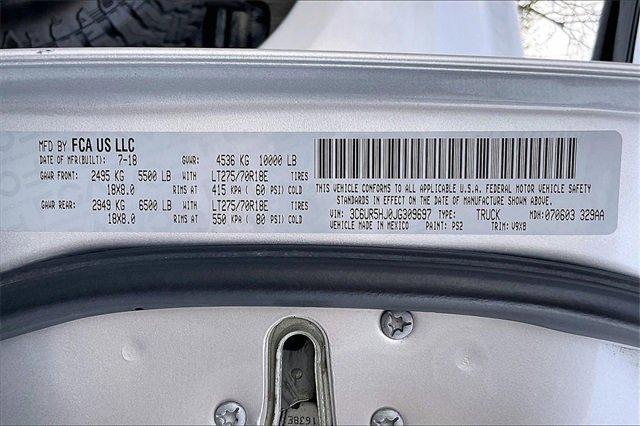 MFD BY FCA US LLC
DATE OF MFR(BUILT): 7-18 GVWR: 4536 KG 10000 LB
GAWR FRONT: 2495 KG 5500 LB LT275/70R18E TIRES
18X8.0 RIMS AT 415 KPA ( 60 PSI) COLD
GAWR REAR: 2949 KG 6500 LB LT275/70R18E TIRES
18X8.0 RIMS AT 550 KPA ( 80 PSI) COLD
THIS VEHICLE CONFORMS TO ALL APPLICABLE U.S.A. FEDERAL MOTOR VEHICLE SAFETY
STANDARDS IN EFFECT ON THE DATE OF MANUFACTURE SHOWN ABOVE.
VIN: 3C6UR5HJ0JG309697 TYPE: TRUCK MDH: 070603 329AA
VEHICLE MADE IN MEXICO PAINT: PS2 TRIM: V9X8
1638E